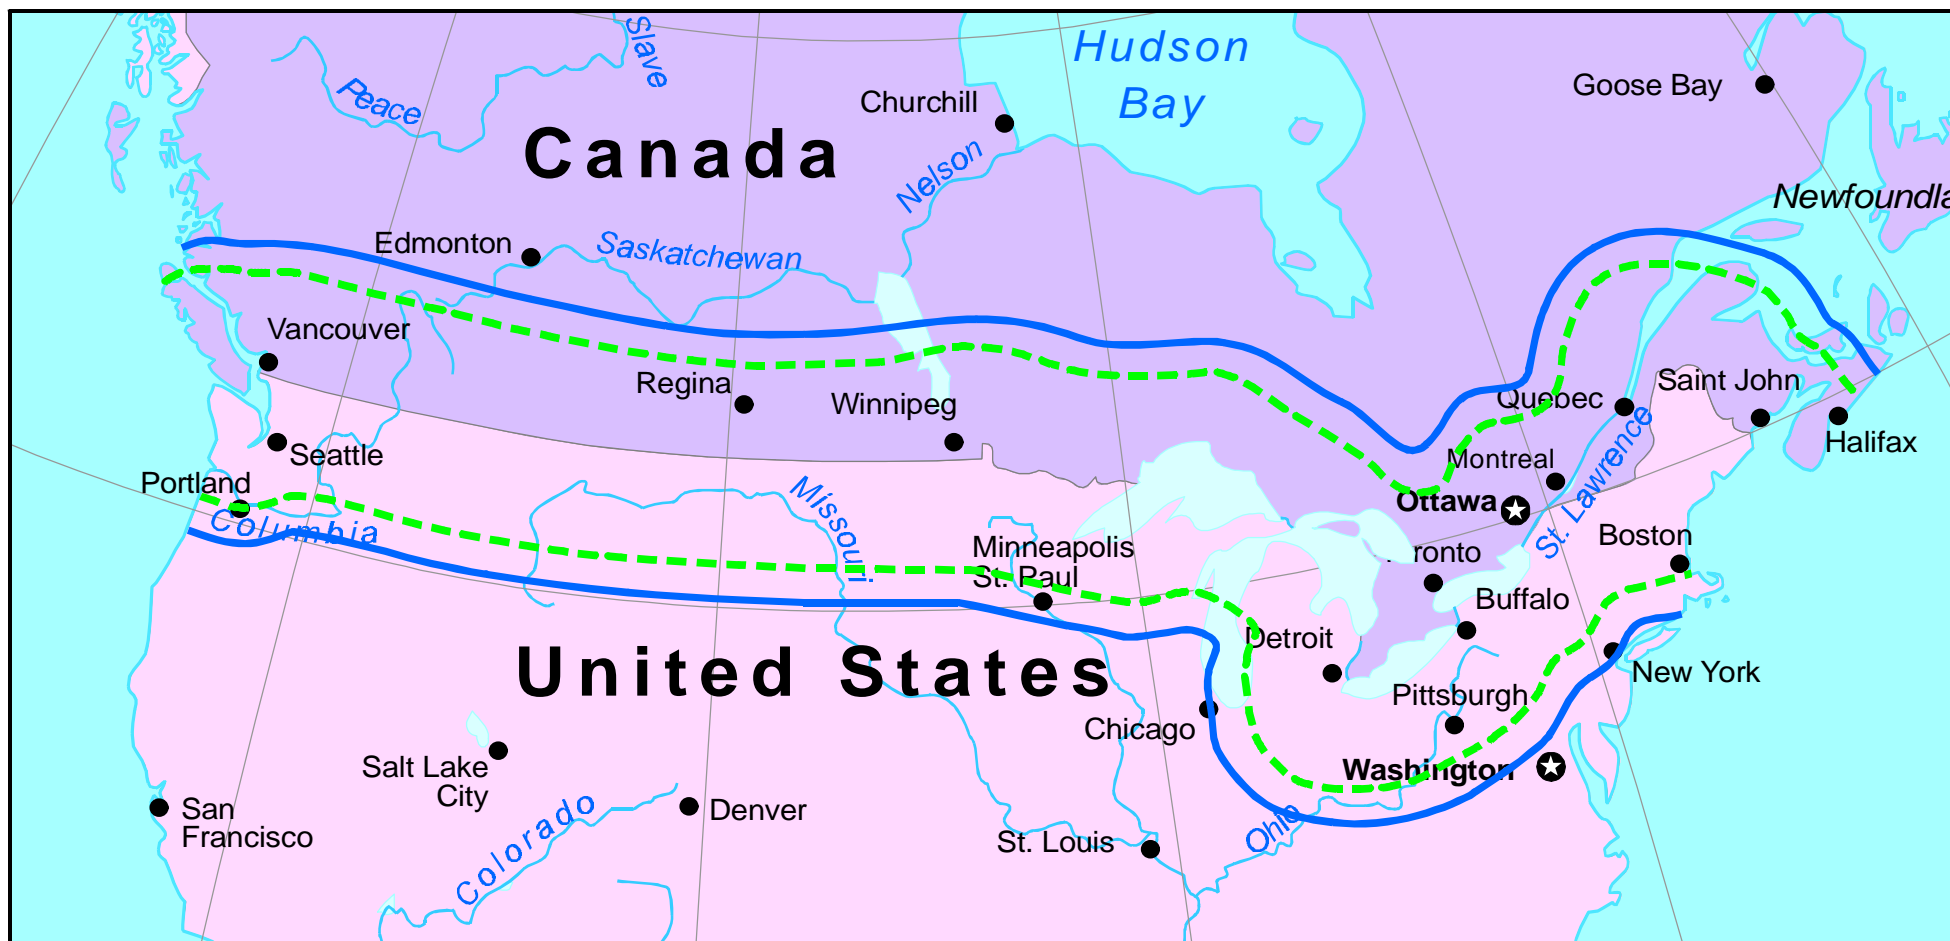 Slave
Hudson
Bay
Peace
Goose Bay
Churchill
Canada
Nelson
Newfoundla
Edmonton
Saskatchewan
Vancouver
Regina
Winnipeg
Quebec
Saint John
Halifax
Seattle
Montreal
St. Lawrence
Portland
Columbia
Missouri
Ottawa
Boston
Minneapolis
St. Paul
ronto
Buffalo
Detroit
United States
New York
Pittsburgh
Chicago
Washington
Salt Lake
City
San
Francisco
Denver
Colorado
St. Louis
Ohio